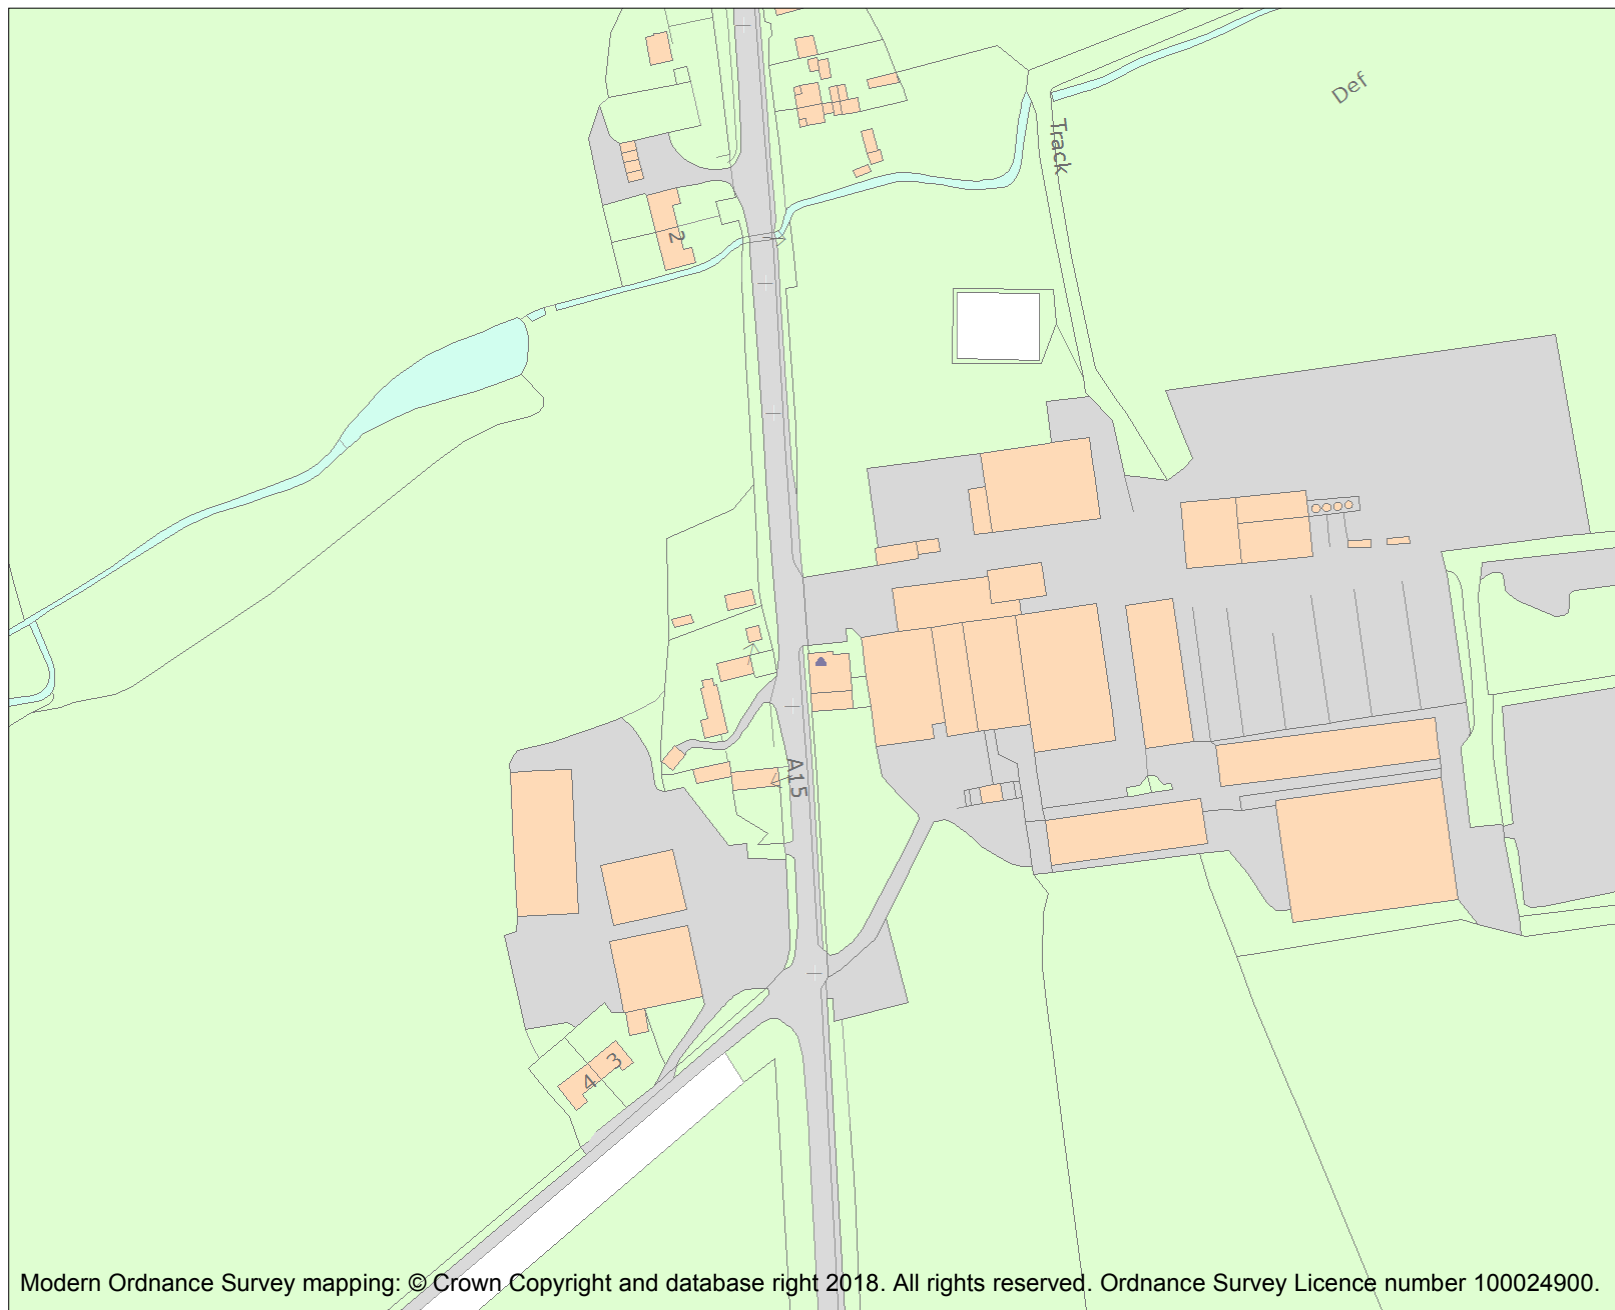 Def
Track
2
A15
3
4
Modern Ordnance Survey mapping: © Crown Copyright and database right 2018. All rights reserved. Ordnance Survey Licence number 100024900.